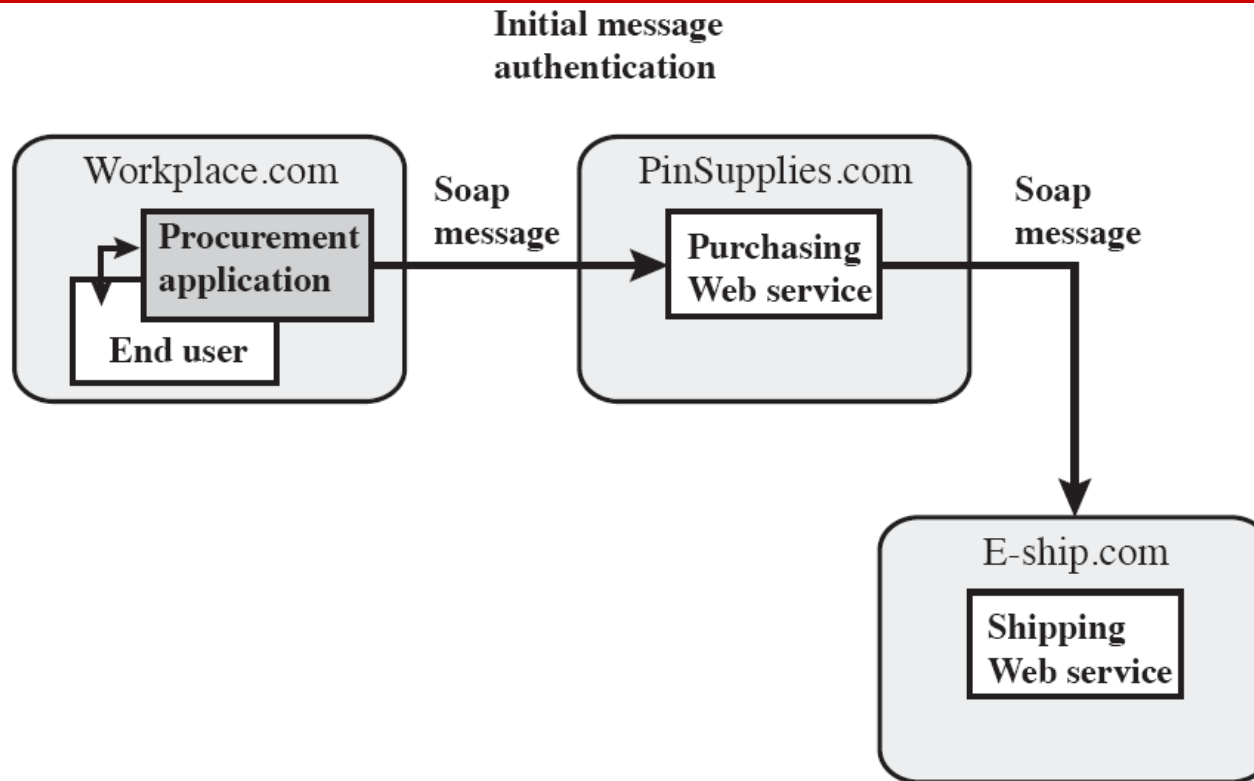 Initial message
authentication
Workplace.com
Procurement
application
End user
Soap
message
PinSupplies.com
Purchasing
Web service
Soap
message
E-ship.com
Shipping
Web service